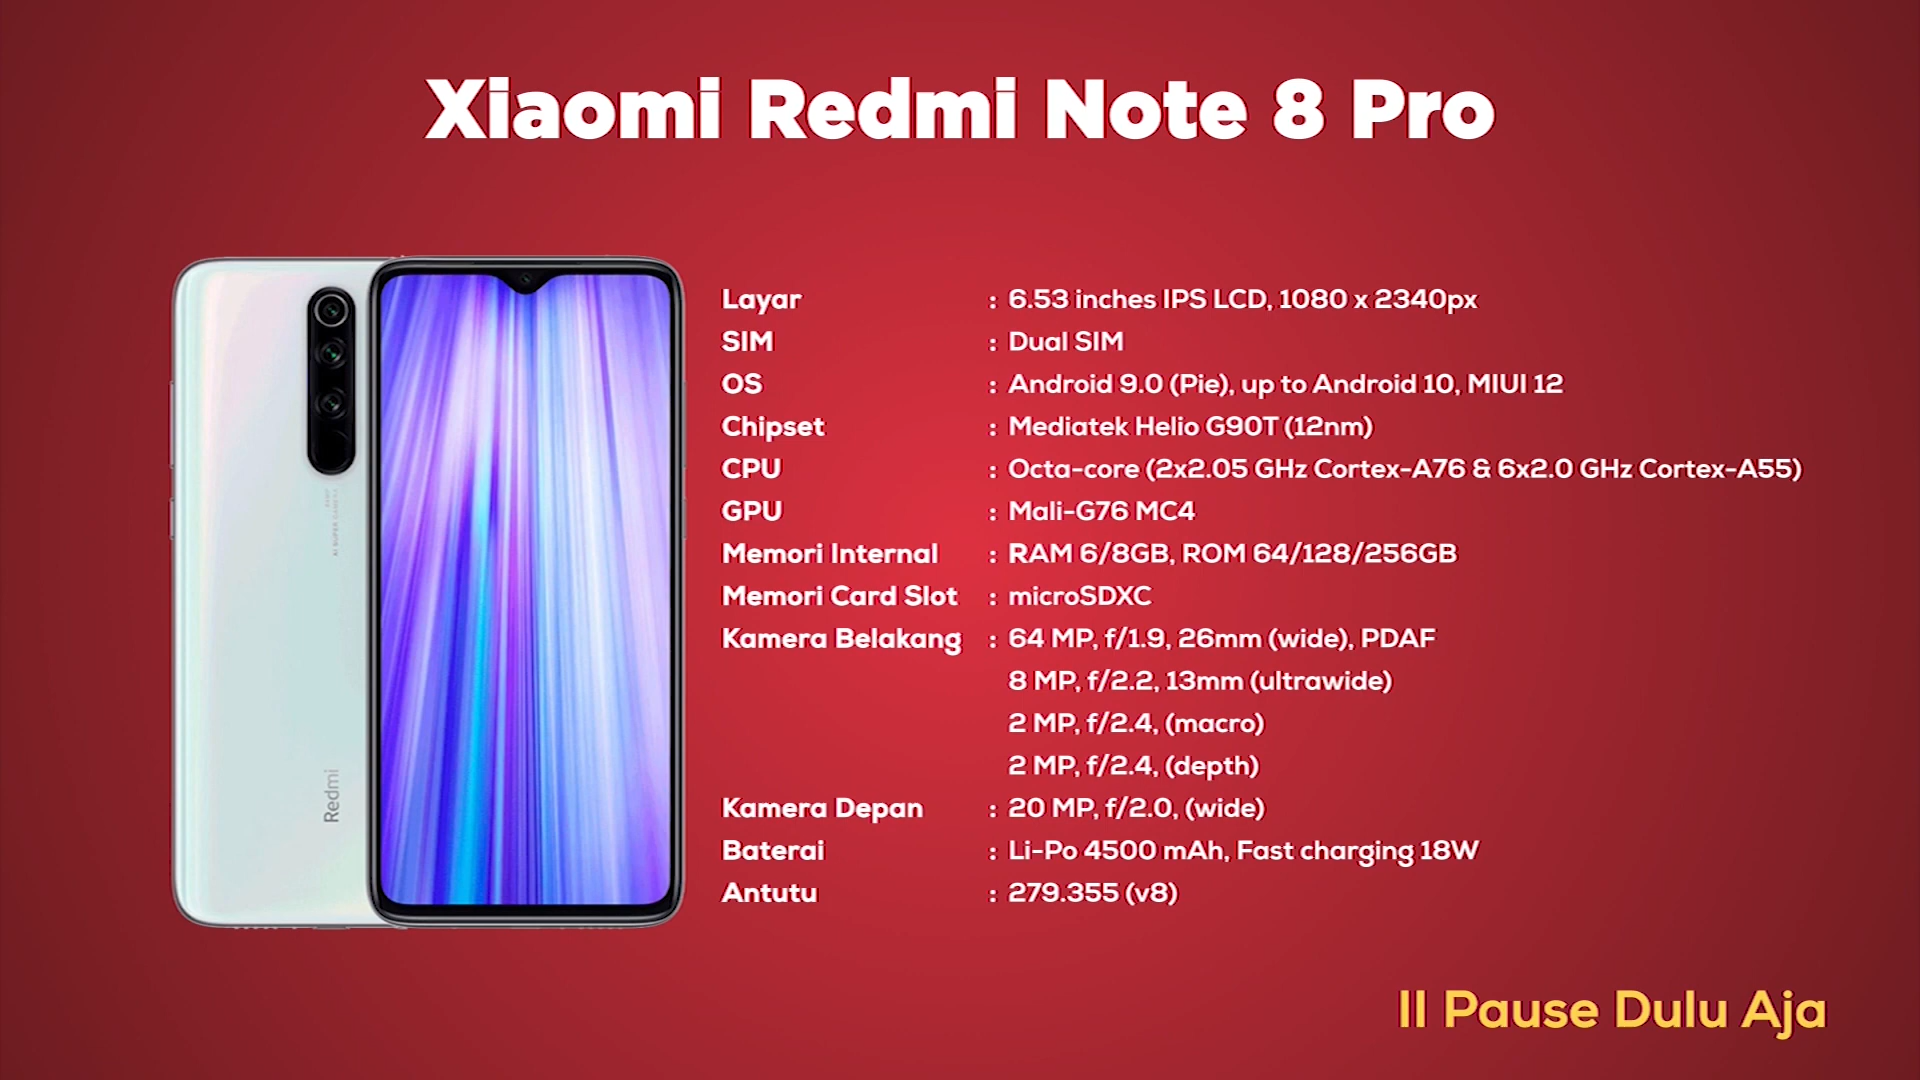 Xiaomi Redmi Note 8 Pro
Layar : 6.53 inches IPS LCD, 1080 x 2340px
SIM : Dual SIM
OS : Android 9.0 (Pie), up to Android 10, MIUI 12
Chipset : Mediatek Helio G90T (12nm)
CPU : Octa-core (2x2.05 GHz Cortex-A76 & 6x2.0 GHz Cortex-A55)
GPU : Mali-G76 MC4
Memori Internal : RAM 6/8GB, ROM 64/128/256GB
Memori Card Slot : microSDXC
Kamera Belakang : 64 MP, f/1.9, 26mm (wide), PDAF
8 MP, f/2.2, 13mm (ultrawide)
2 MP, f/2.4, (macro)
2 MP, f/2.4, (depth)
Kamera Depan : 20 MP, f/2.0, (wide)
Baterai : Li-Po 4500 mAh, Fast charging 18W
Antutu : 279.355 (v8)
Redmi
II Pause Dulu Aja